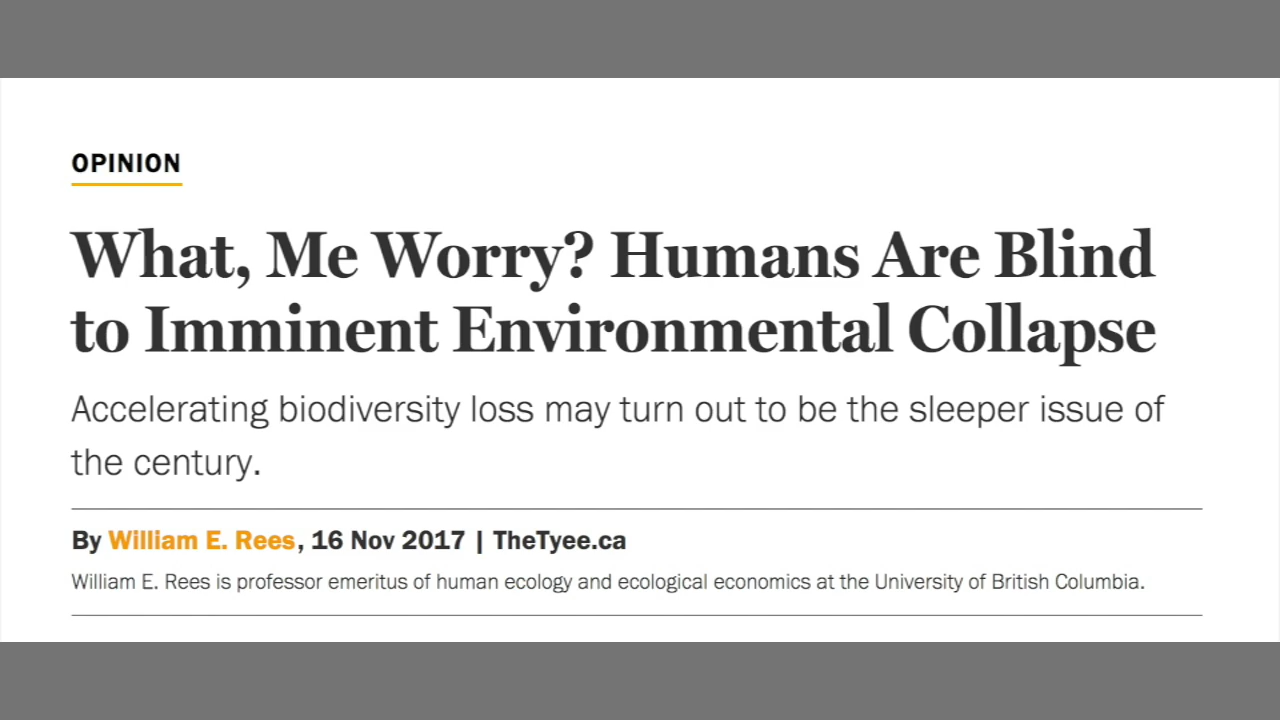 OPINION
What, Me Worry? Humans Are Blind
to Imminent Environmental Collapse
Accelerating biodiversity loss may turn out to be the sleeper issue of
the century.
By William E. Rees, 16 Nov 2017 | TheTyee.ca
William E. Rees is professor emeritus of human ecology and ecological economics at the University of British Columbia.